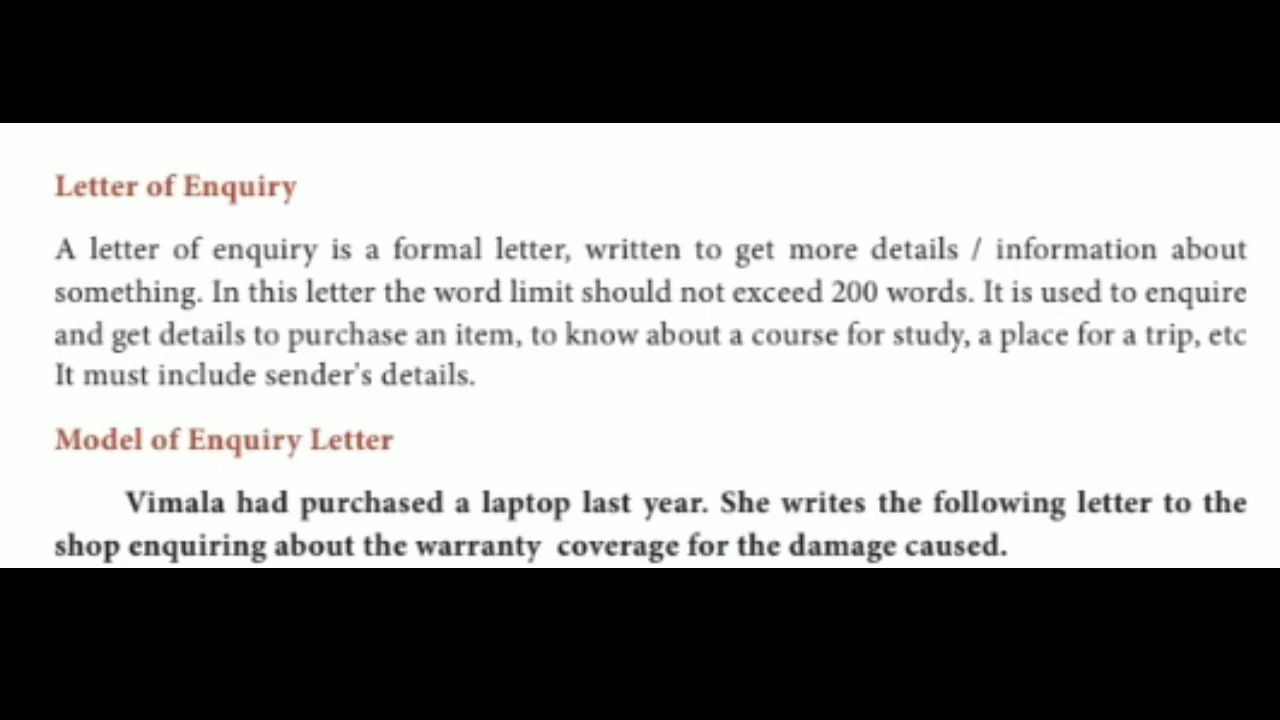 Letter of Enquiry
A letter of enquiry is a formal letter, written to get more details / information about
something. In this letter the word limit should not exceed 200 words. It is used to enquire
and get details to purchase an item, to know about a course for study, a place for a trip, etc
It must include sender's details.
Model of Enquiry Letter
Vimala had purchased a laptop last year. She writes the following letter to the
shop enquiring about the warranty coverage for the damage caused.